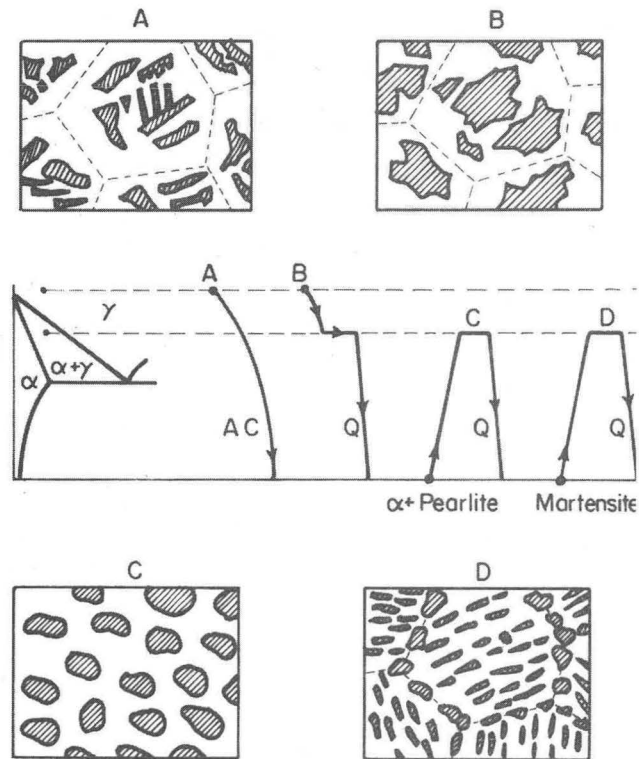 A B
A B
γ
C D
α α+γ
AC Q Q Q
α+ Pearlite Martensite
C D